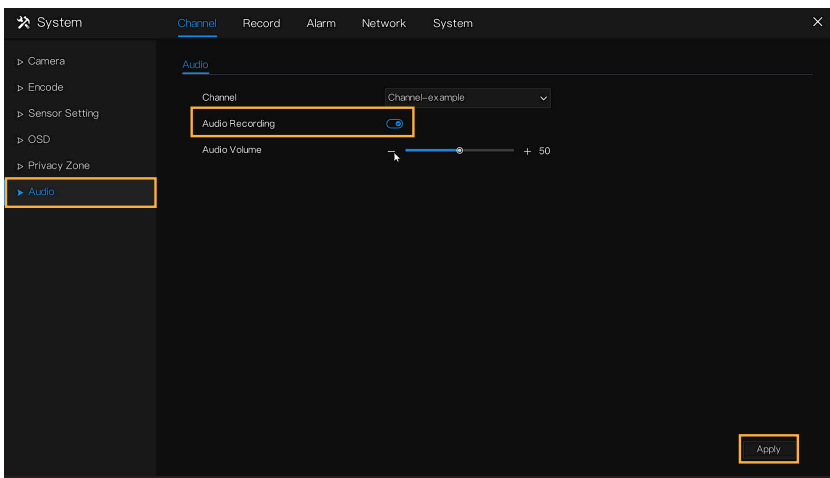 System
Channel Record Alarm Network System
Camera
Encode
Sensor Setting
OSD
Privacy Zone
Audio
Audio
Channel Channel-example
Audio Recording
Audio Volume 50
Apply